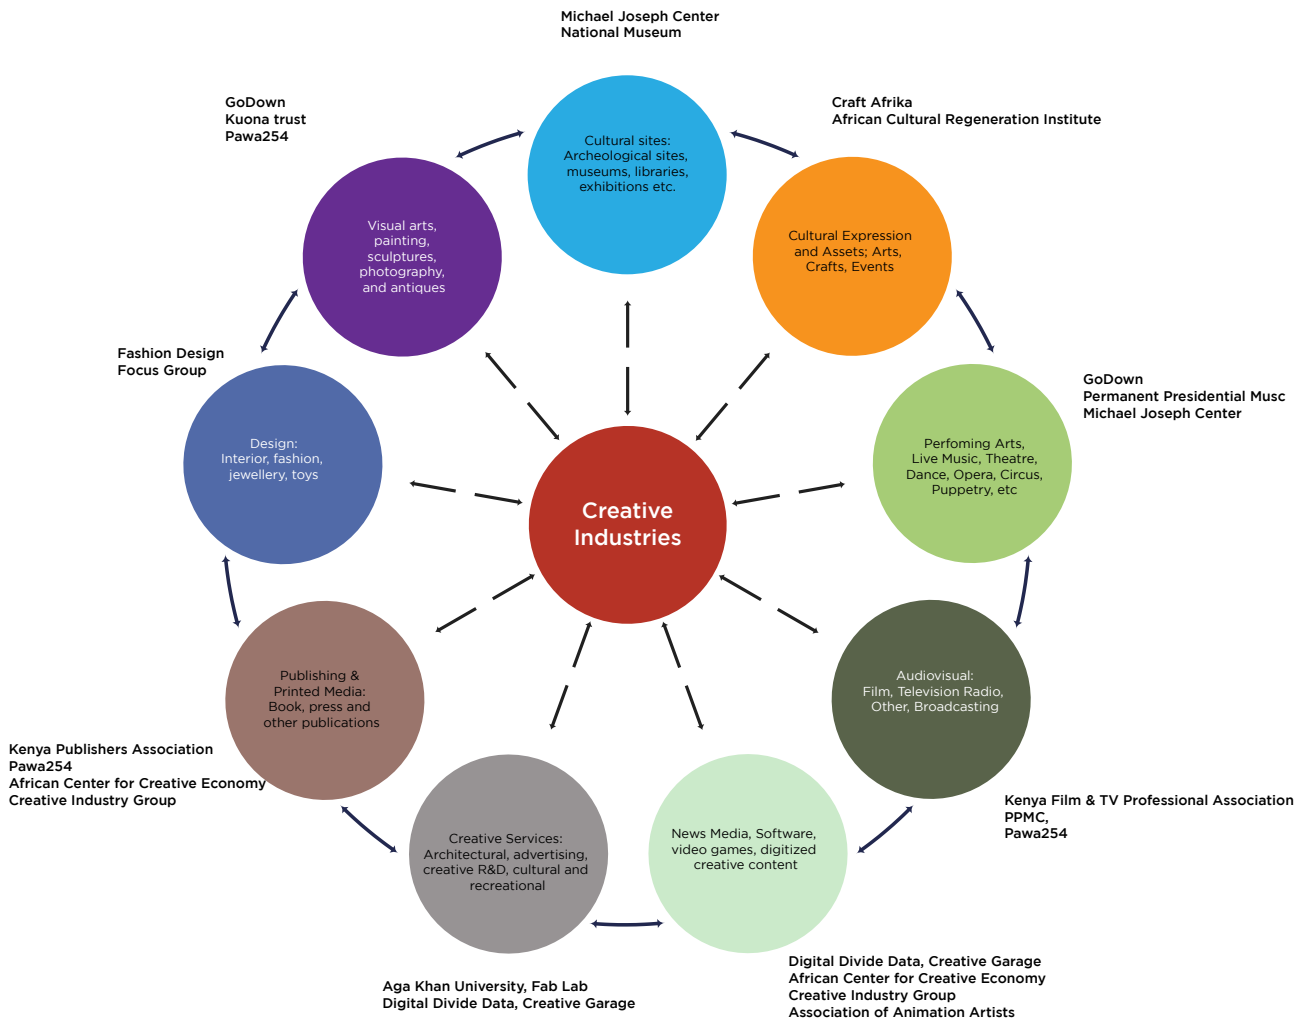 Michael Joseph Center
National Museum
GoDown
Kuona trust
Pawa254
Craft Afrika
African Cultural Regeneration Institute
Cultural sites:
Archeological sites,
museums, libraries,
exhibitions etc.
Visual arts,
painting,
sculptures,
photography,
and antiques
Cultural Expression
and Assets; Arts,
Crafts, Events
Fashion Design
Focus Group
GoDown
Permanent Presidential Musc
Michael Joseph Center
Design:
Interior, fashion,
jewellery, toys
Perfoming Arts,
Live Music, Theatre,
Dance, Opera, Circus,
Puppetry, etc
Creative
Industries
Publishing &
Printed Media:
Book, press and
other publications
Audiovisual:
Film, Television Radio,
Other, Broadcasting
Kenya Publishers Association
Pawa254
African Center for Creative Economy
Creative Industry Group
Kenya Film & TV Professional Association
PPMC,
Pawa254
Creative Services:
Architectural, advertising,
creative R&D, cultural and
recreational
News Media, Software,
video games, digitized
creative content
Aga Khan University, Fab Lab
Digital Divide Data, Creative Garage
Digital Divide Data, Creative Garage
African Center for Creative Economy
Creative Industry Group
Association of Animation Artists